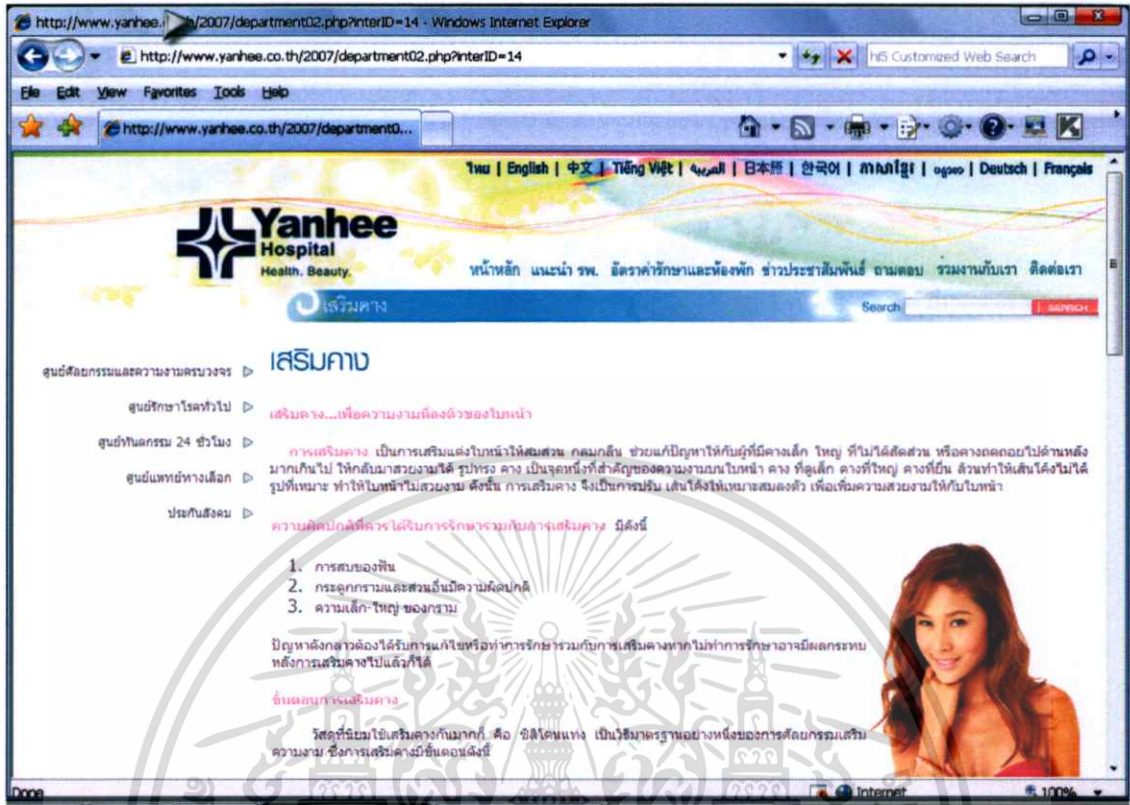 http://www.yanhee. /2007/department02.php?interID=14 - Windows Internet Explorer
http://www.yanhee.co.th/2007/department02.php?interID=14
hi5 Customized Web Search
File Edit View Favorites Tools Help
http://www.yanhee.co.th/2007/department0...
ไทย | English | 中文 | Tiếng Việt | العربية | 日本語 | 한국어 | ភាសាខ្មែរ | | Deutsch | Français
Yanhee
Hospital
Health. Beauty.
หน้าหลัก แนะนำ รพ. อัตราค่ารักษาและห้องพัก ข่าวประชาสัมพันธ์ ถามตอบ ร่วมงานกับเรา ติดต่อเรา
เสริมคาง
Search
SEARCH
เสริมคาง
ศูนย์ศัลยกรรมและความงามครบวงจร
ศูนย์รักษาโรคทั่วไป
ศูนย์ทันตกรรม 24 ชั่วโมง
ศูนย์แพทย์ทางเลือก
ประกันสังคม
เสริมคาง...เพื่อความงามที่ลงตัวของใบหน้า
การเสริมคาง เป็นการเสริมแต่งใบหน้าให้สมส่วน กลมกลืน ช่วยแก้ปัญหาให้กับผู้ที่มีคางเล็ก ใหญ่ ที่ไม่ได้สัดส่วน หรือคางถดถอยไปด้านหลัง
มากเกินไป ให้กลับมาสวยงามได้ รูปทรง คาง เป็นจุดหนึ่งที่สำคัญของความงามบนใบหน้า คาง ที่ดูเล็ก คางที่ใหญ่ คางที่ยื่น ล้วนทำให้เส้นโค้งไม่ได้
รูปที่เหมาะ ทำให้ใบหน้าไม่สวยงาม ดังนั้น การเสริมคาง จึงเป็นการปรับ เส้นโค้งให้เหมาะสมลงตัว เพื่อเพิ่มความสวยงามให้กับใบหน้า
ความผิดปกติที่ควรได้รับการรักษาร่วมกับการเสริมคาง มีดังนี้
1. การสบของฟัน
2. กระดูกกรามและส่วนอื่นมีความผิดปกติ
3. ความเล็ก-ใหญ่ ของกราม
ปัญหาดังกล่าวต้องได้รับการแก้ไขหรือทำการรักษาร่วมกับการเสริมคางหากไม่ทำการรักษาอาจมีผลกระทบ
หลังการเสริมคางไปแล้วก็ได้
ขั้นตอนการเสริมคาง
วัสดุที่นิยมใช้เสริมคางกันมากก็ คือ ซิลิโคนแท่ง เป็นวิธีมาตรฐานอย่างหนึ่งของการศัลยกรรมเสริม
ความงาม ซึ่งการเสริมคางมีขั้นตอนดังนี้
Done
Internet
100%